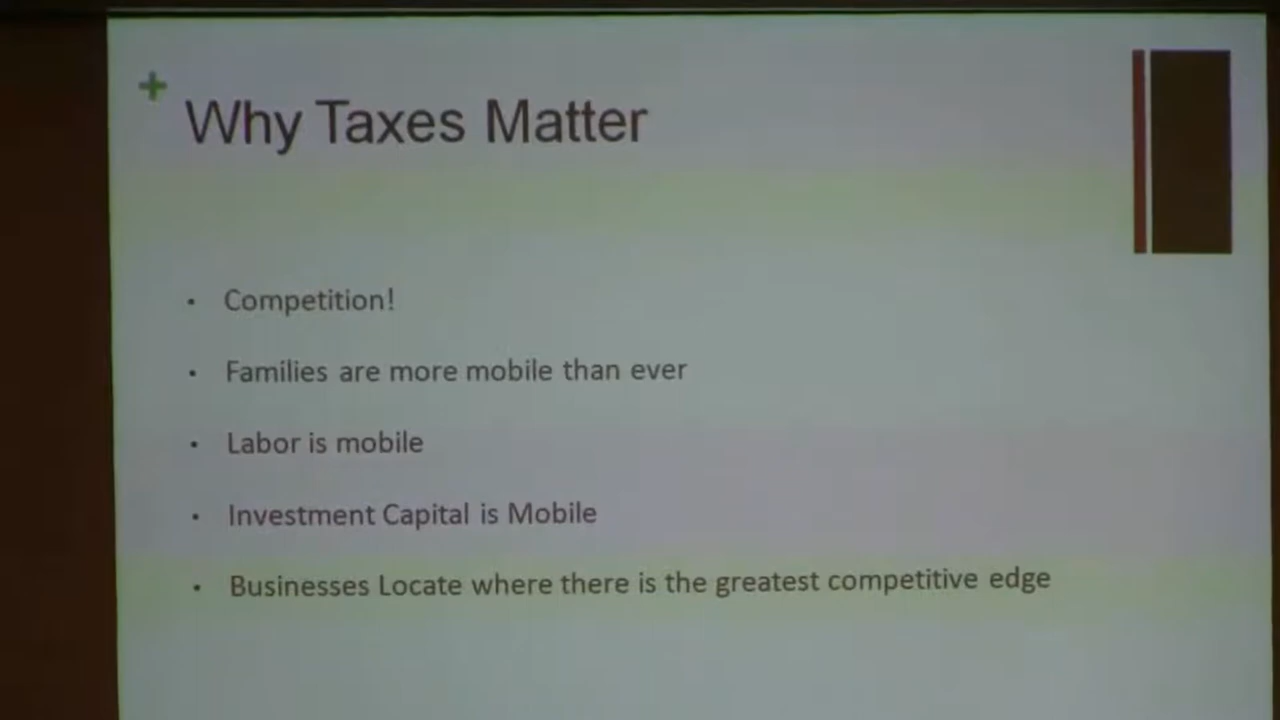 +
Why Taxes Matter
• Competition!
• Families are more mobile than ever
• Labor is mobile
• Investment Capital is Mobile
• Businesses Locate where there is the greatest competitive edge